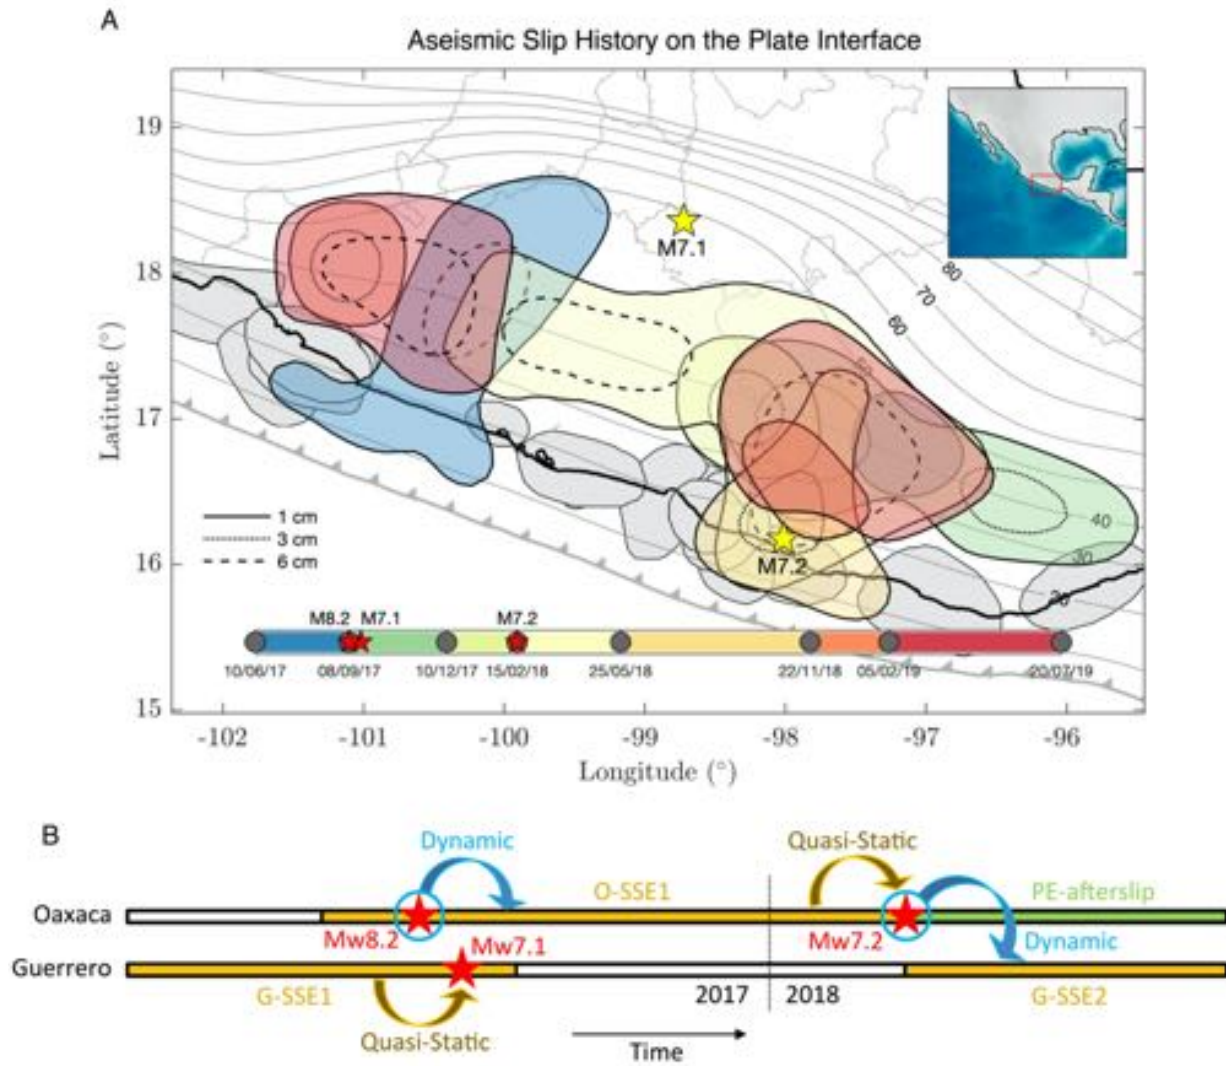 A
Aseismic Slip History on the Plate Interface
19
18
17
16
15
Latitude (°)
M7.1
80
70
60
40
30
20
1 cm
3 cm
6 cm
M7.2
M8.2 M7.1 M7.2
10/06/17 08/09/17 10/12/17 15/02/18 25/05/18 22/11/18 05/02/19 20/07/19
-102 -101 -100 -99 -98 -97 -96
Longitude (°)
B
Dynamic Quasi-Static
Oaxaca O-SSE1 PE-afterslip
Mw8.2 Mw7.1 Mw7.2 Dynamic
Guerrero
G-SSE1 2017 2018 G-SSE2
Quasi-Static
Time